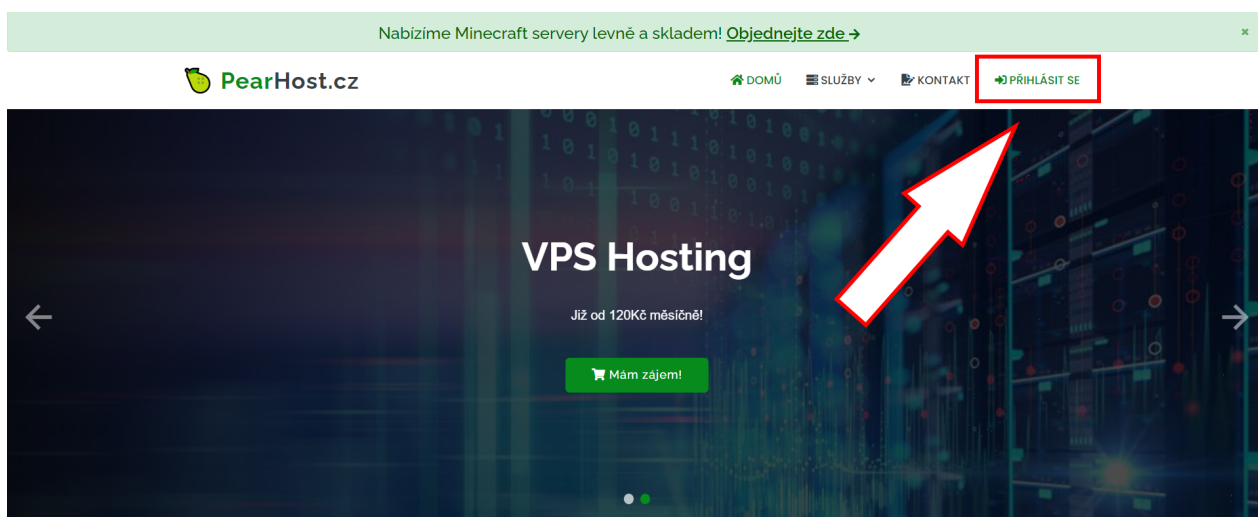 Nabízíme Minecraft servery levně a skladem! Objednejte zde →
×
PearHost.cz
DOMŮ SLUŽBY KONTAKT PŘIHLÁSIT SE
VPS Hosting
Již od 120Kč měsíčně!
Mám zájem!